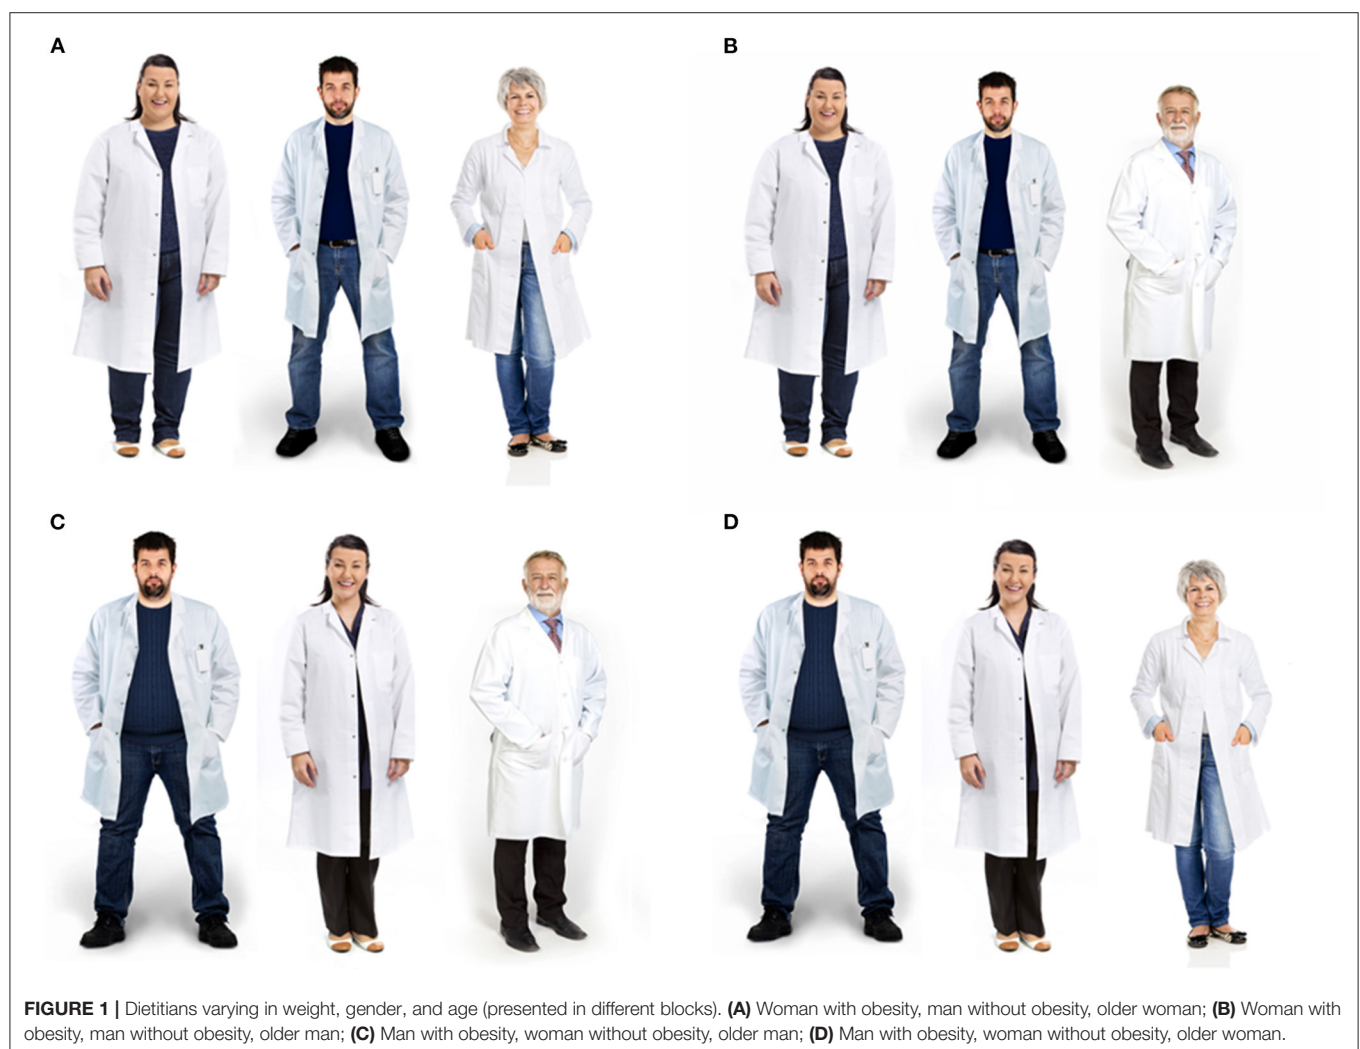 A
B
C
D
FIGURE 1 | Dietitians varying in weight, gender, and age (presented in different blocks). (A) Woman with obesity, man without obesity, older woman; (B) Woman with
obesity, man without obesity, older man; (C) Man with obesity, woman without obesity, older man; (D) Man with obesity, woman without obesity, older woman.